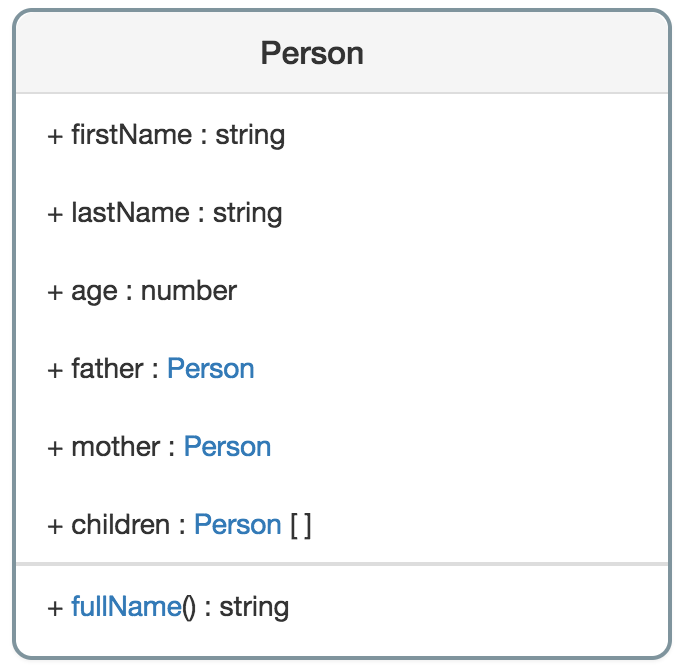 Person
+ firstName : string
+ lastName : string
+ age : number
+ father : Person
+ mother : Person
+ children : Person [ ]
+ fullName() : string